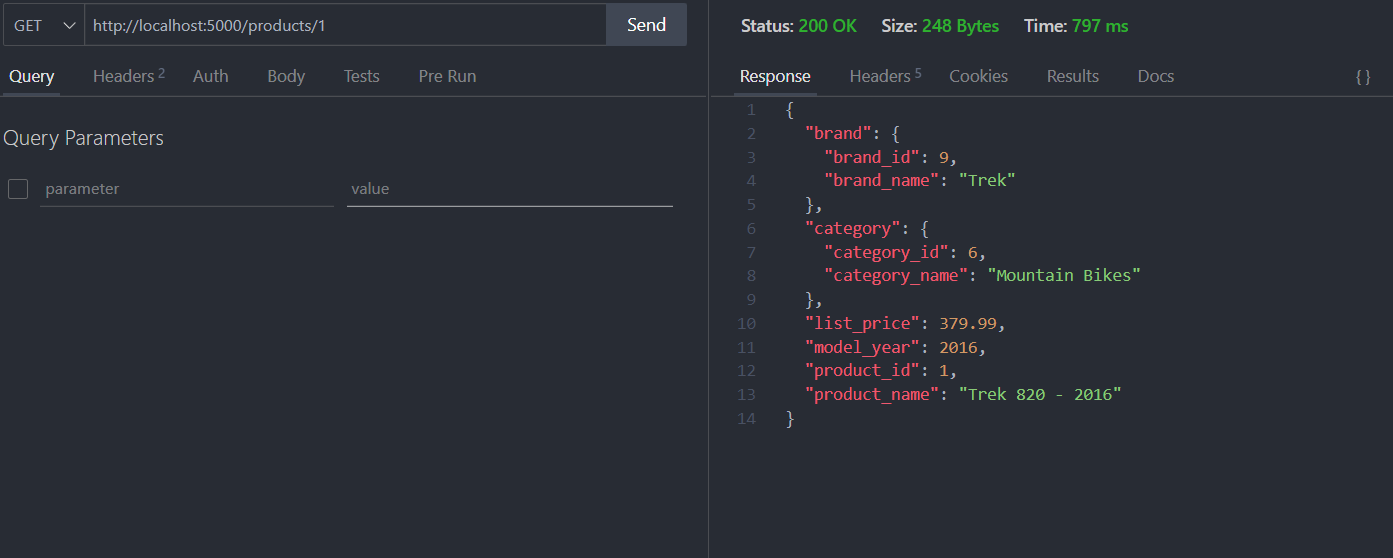 GET http://localhost:5000/products/1 Send
Query Headers 2 Auth Body Tests Pre Run
Query Parameters
parameter value
Status: 200 OK Size: 248 Bytes Time: 797 ms
Response Headers 5 Cookies Results Docs { }
1 {
2   "brand": {
3     "brand_id": 9,
4     "brand_name": "Trek"
5   },
6   "category": {
7     "category_id": 6,
8     "category_name": "Mountain Bikes"
9   },
10   "list_price": 379.99,
11   "model_year": 2016,
12   "product_id": 1,
13   "product_name": "Trek 820 - 2016"
14 }